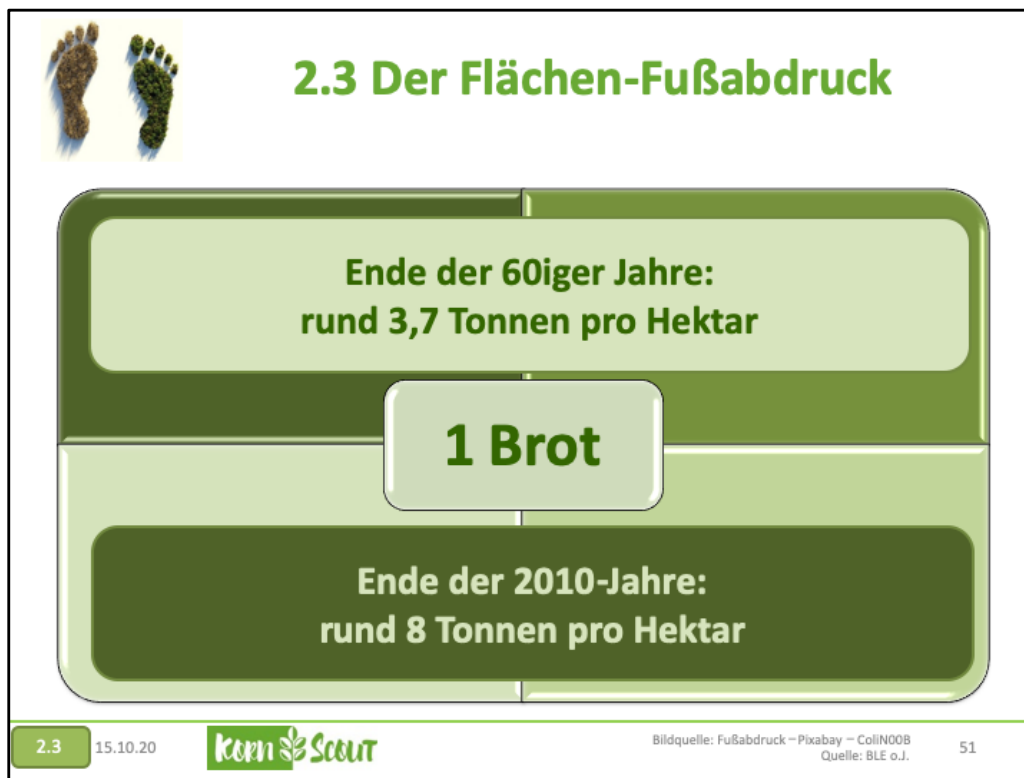 2.3 Der Flächen-Fußabdruck
Ende der 60iger Jahre:
rund 3,7 Tonnen pro Hektar
1 Brot
Ende der 2010-Jahre:
rund 8 Tonnen pro Hektar
2.3
15.10.20
Korn Scout
Bildquelle: Fußabdruck – Pixabay – ColiN00B
Quelle: BLE o.J.
51